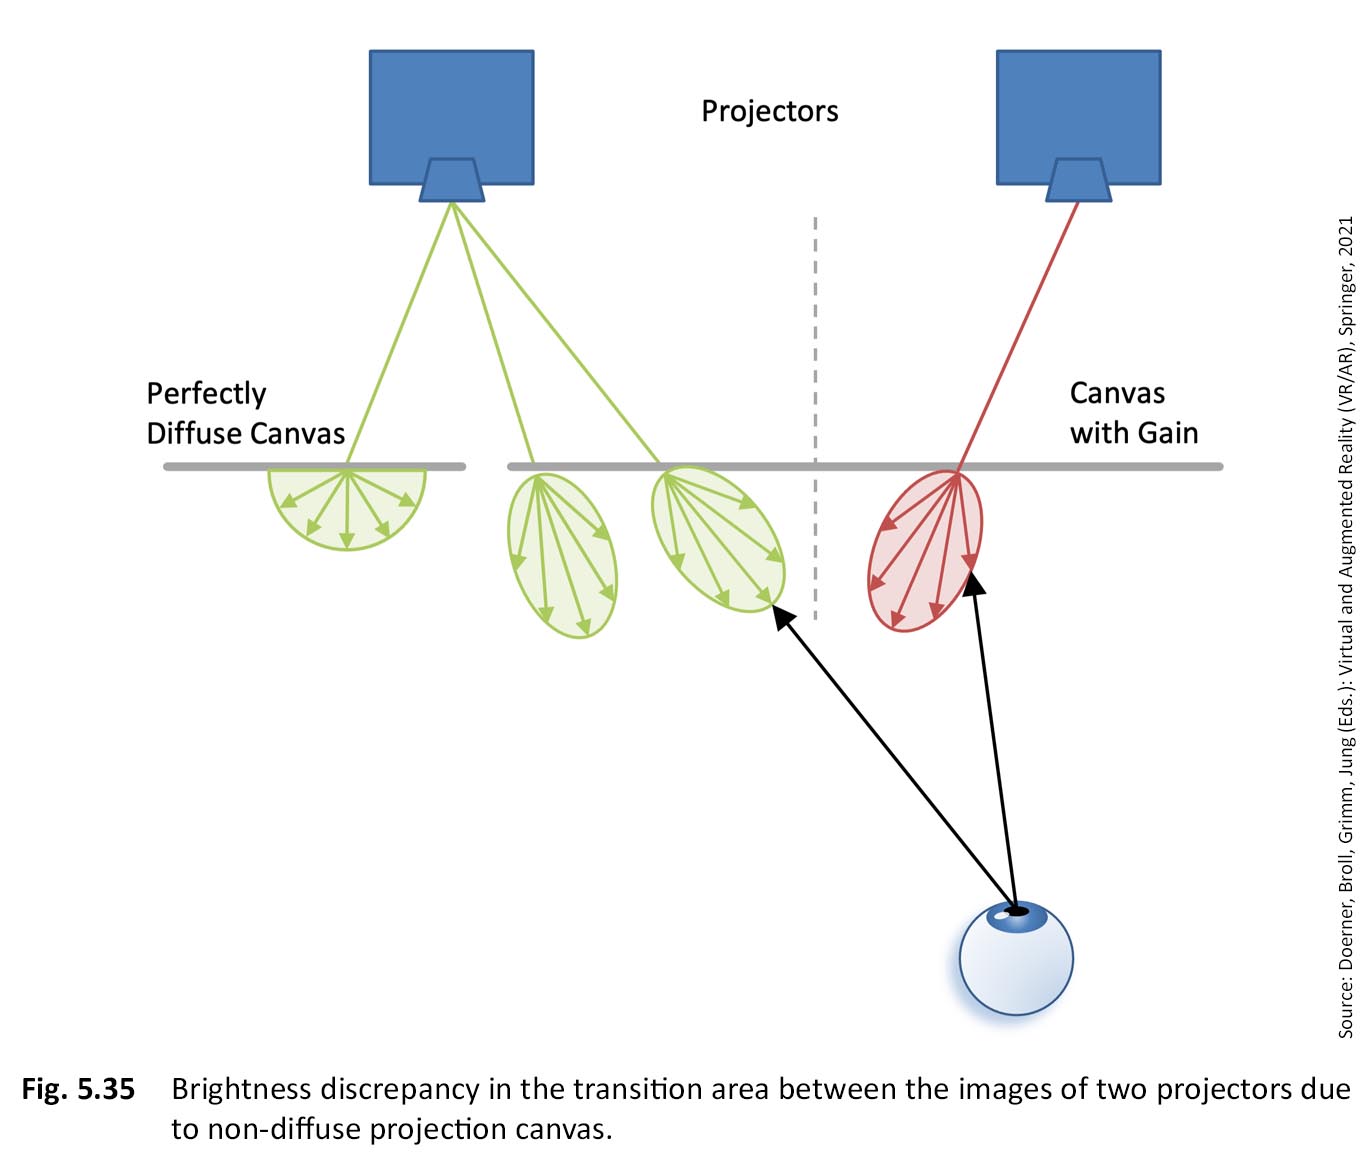 Projectors
Perfectly
Diffuse Canvas
Canvas
with Gain
Source: Doerner, Broll, Grimm, Jung (Eds.): Virtual and Augmented Reality (VR/AR), Springer, 2021
Fig. 5.35 Brightness discrepancy in the transition area between the images of two projectors due
to non-diffuse projection canvas.